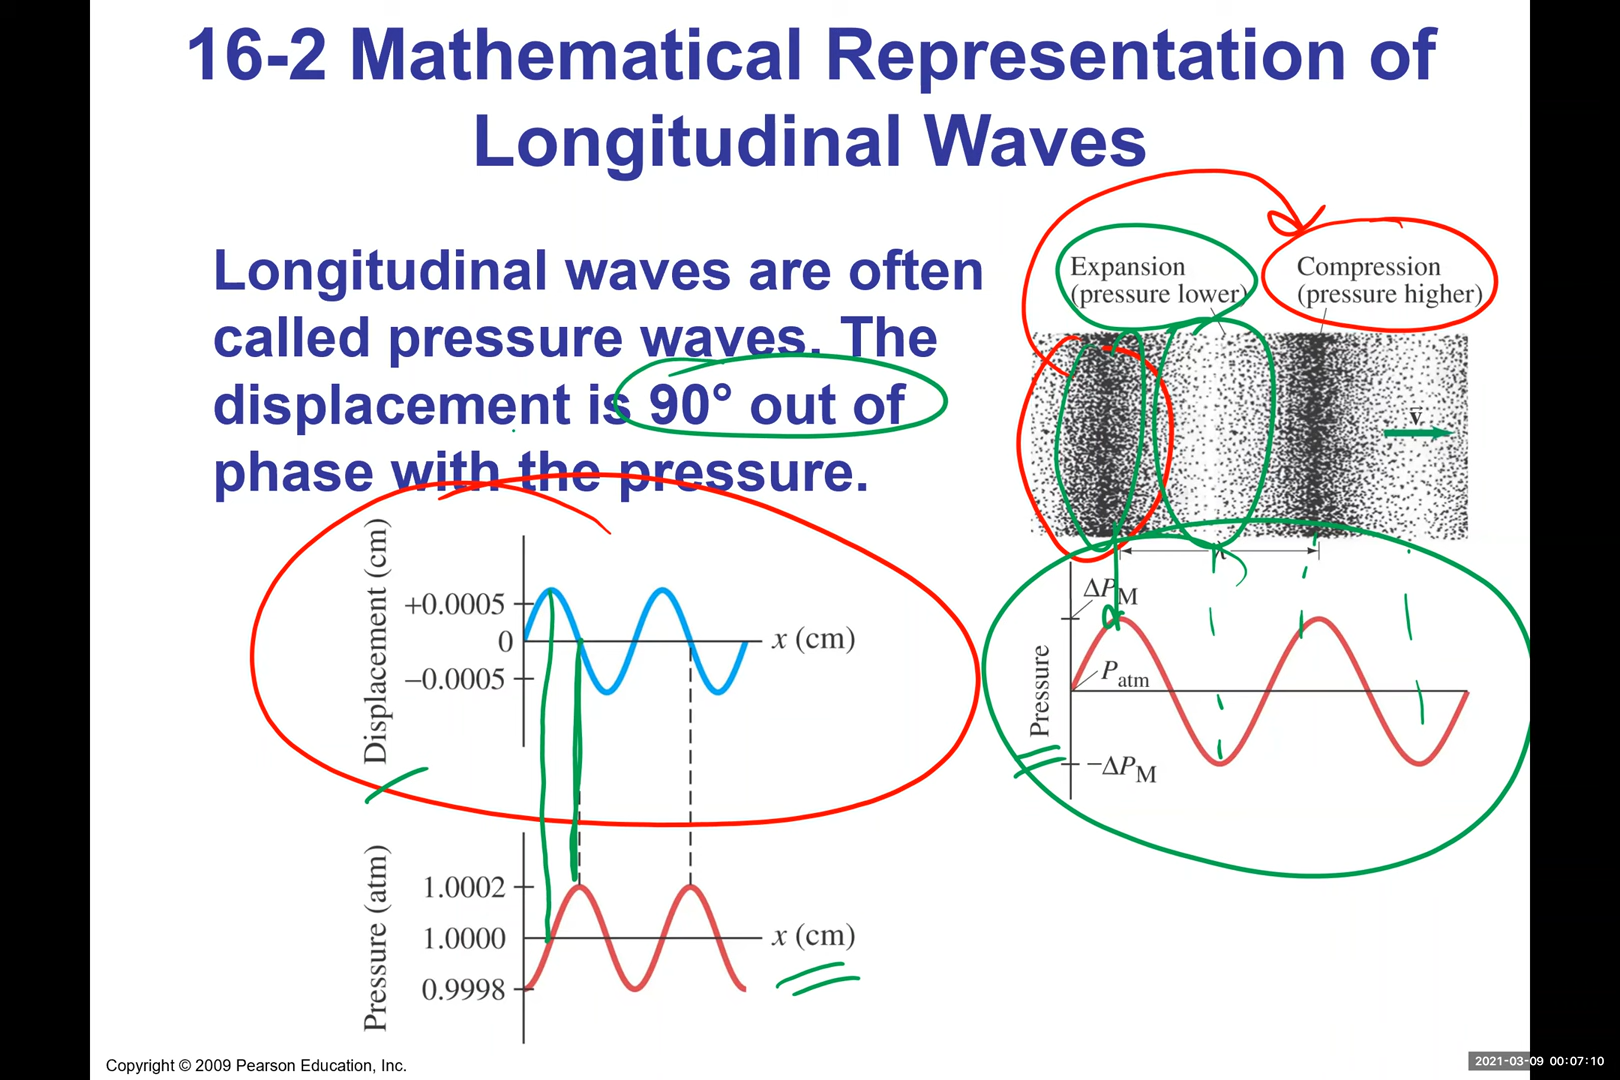 16-2 Mathematical Representation of
Longitudinal Waves
Longitudinal waves are often
called pressure waves. The
displacement is 90° out of
phase with the pressure.
Expansion
(pressure lower)
Compression
(pressure higher)
v
λ
Pressure
ΔPM
Patm
−ΔPM
Displacement (cm)
+0.0005
0
−0.0005
x (cm)
Pressure (atm)
1.0002
1.0000
0.9998
x (cm)
Copyright © 2009 Pearson Education, Inc.
2021-03-09 00:07:10